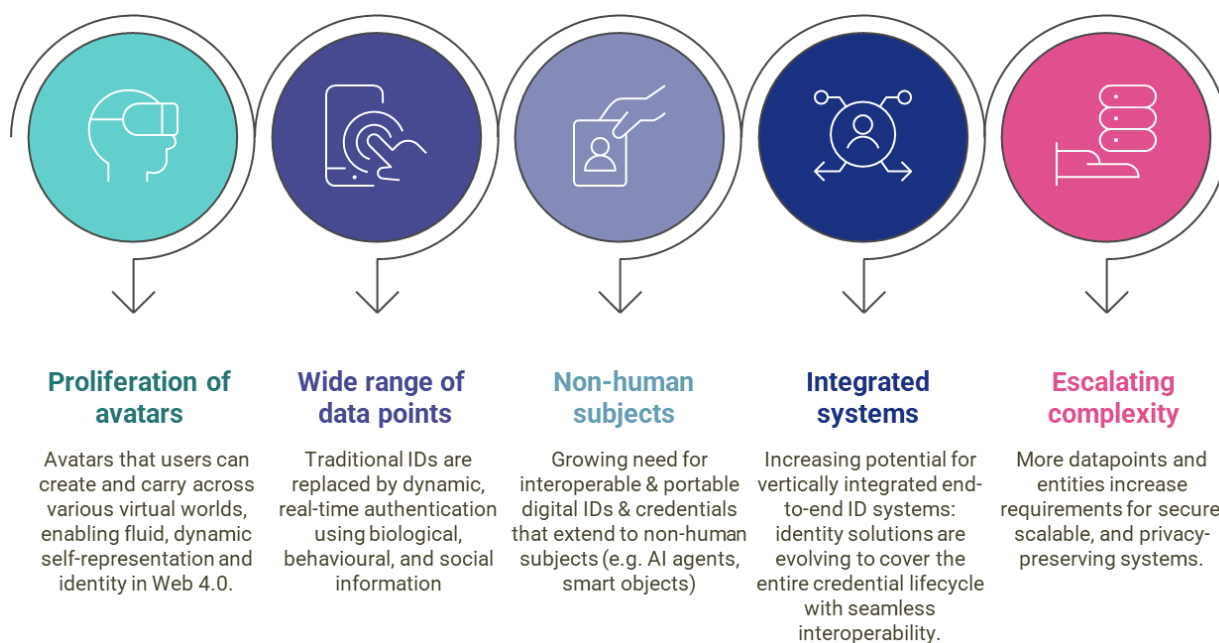 Proliferation of
avatars
Avatars that users can
create and carry across
various virtual worlds,
enabling fluid, dynamic
self-representation and
identity in Web 4.0.
Wide range of
data points
Traditional IDs are
replaced by dynamic,
real-time authentication
using biological,
behavioural, and social
information
Non-human
subjects
Growing need for
interoperable & portable
digital IDs & credentials
that extend to non-human
subjects (e.g. AI agents,
smart objects)
Integrated
systems
Increasing potential for
vertically integrated end-
to-end ID systems:
identity solutions are
evolving to cover the
entire credential lifecycle
with seamless
interoperability.
Escalating
complexity
More datapoints and
entities increase
requirements for secure,
scalable, and privacy-
preserving systems.